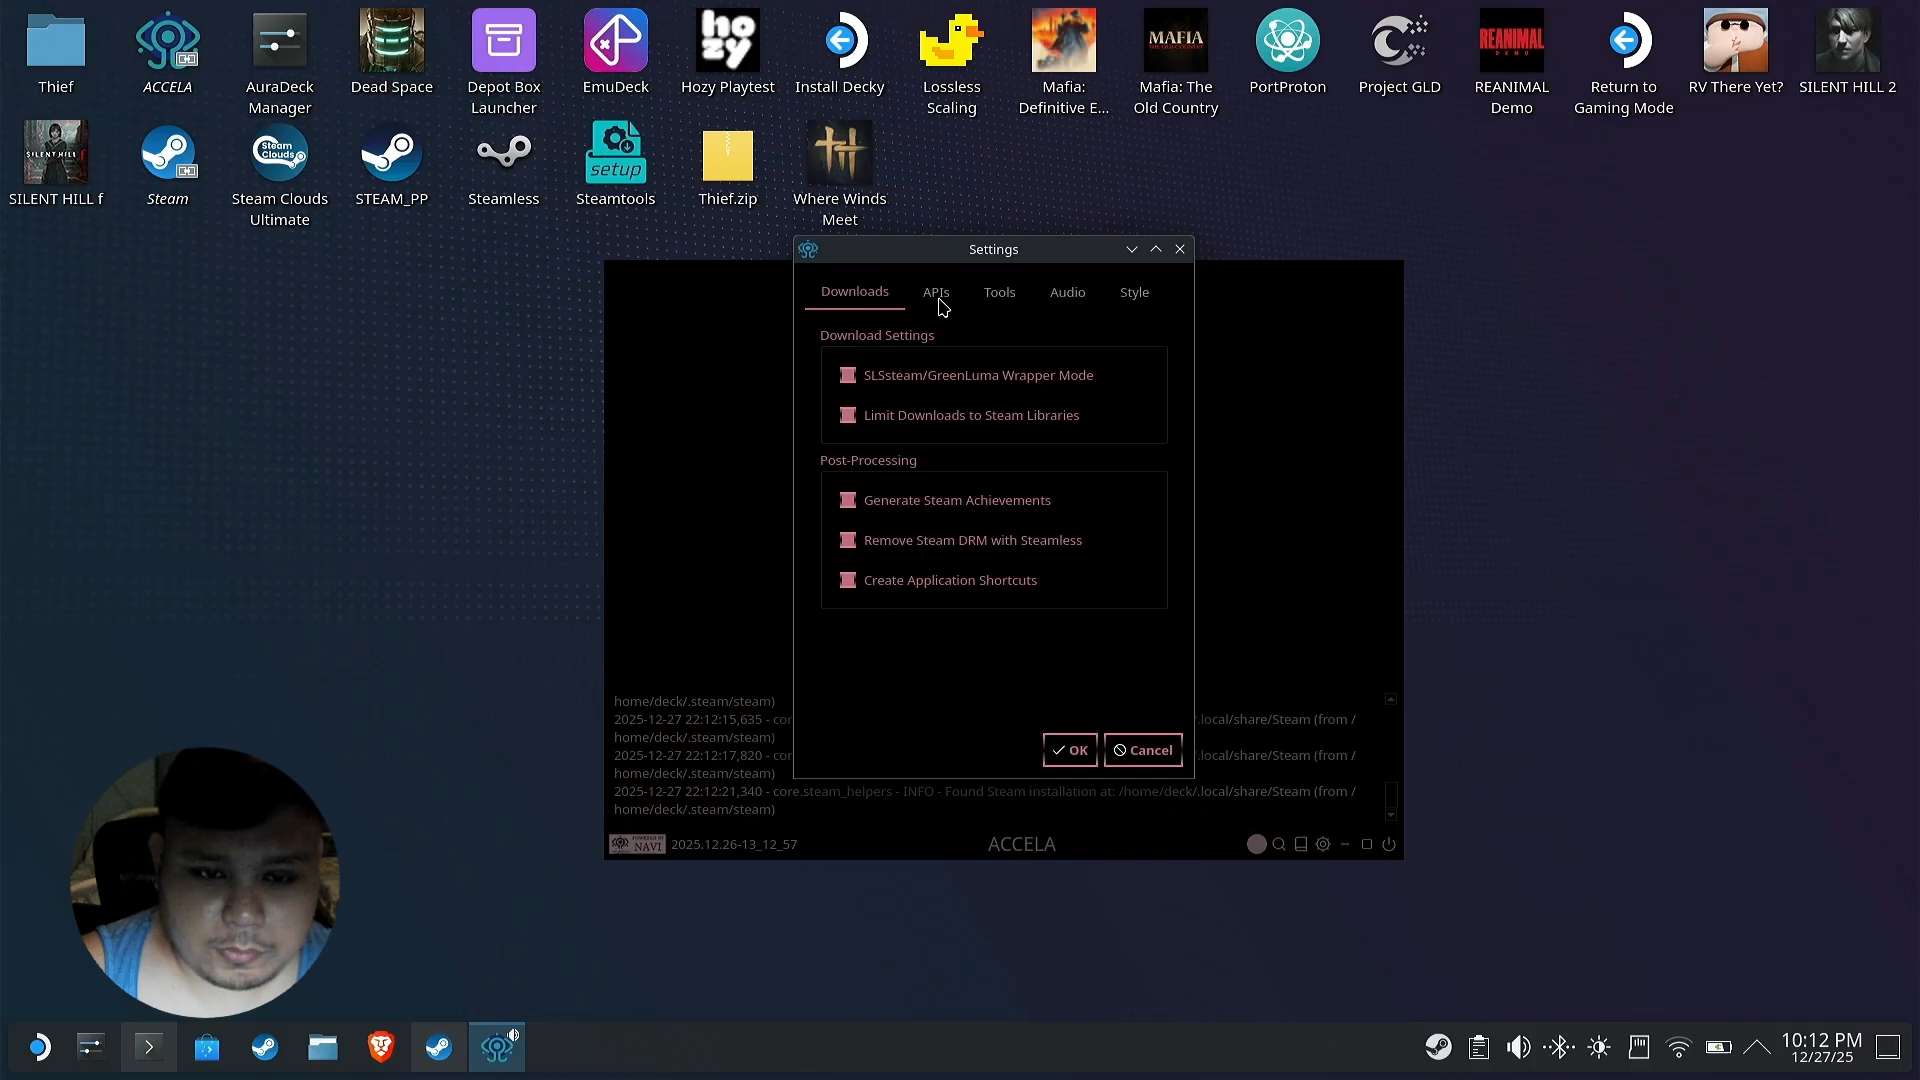 Thief
ACCELA
AuraDeck
Manager
Dead Space
Depot Box
Launcher
EmuDeck
hozy
Hozy Playtest
Install Decky
Lossless
Scaling
Mafia:
Definitive E...
MAFIA
Mafia: The
Old Country
PortProton
Project GLD
REANIMAL
DEMO
REANIMAL
Demo
Return to
Gaming Mode
RV There Yet?
SILENT HILL 2
SILENT HILL f
SILENT HILL f
Steam
Steam
Clouds
Steam Clouds
Ultimate
STEAM_PP
Steamless
setup
Steamtools
Thief.zip
Where Winds
Meet
Settings
Downloads
APIs
Tools
Audio
Style
Download Settings
SLSsteam/GreenLuma Wrapper Mode
Limit Downloads to Steam Libraries
Post-Processing
Generate Steam Achievements
Remove Steam DRM with Steamless
Create Application Shortcuts
OK
Cancel
home/deck/.steam/steam)
2025-12-27 22:12:15,635 - cor
.local/share/Steam (from /
home/deck/.steam/steam)
2025-12-27 22:12:17,820 - cor
.local/share/Steam (from /
home/deck/.steam/steam)
2025-12-27 22:12:21,340 - core.steam_helpers - INFO - Found Steam installation at: /home/deck/.local/share/Steam (from /
home/deck/.steam/steam)
POWERED BY
NAVI
2025.12.26-13_12_57
ACCELA
10:12 PM
12/27/25